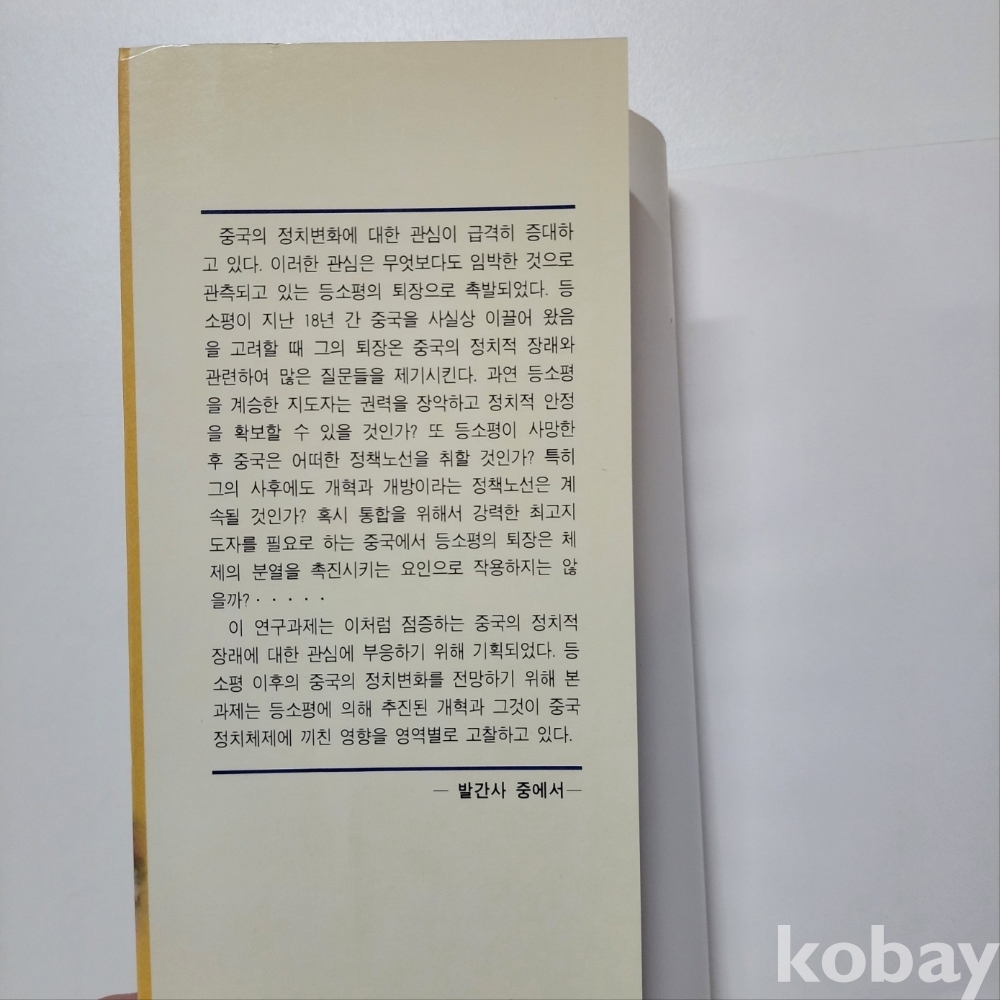 중국의 정치변화에 대한 관심이 급격히 증대하
고 있다. 이러한 관심은 무엇보다도 임박한 것으로
관측되고 있는 등소평의 퇴장으로 촉발되었다. 등
소평이 지난 18년 간 중국을 사실상 이끌어 왔음
을 고려할 때 그의 퇴장온 중국의 정치적 장래와
관련하여 많은 질문들을 제기시킨다. 과연 등소평
을 계승한 지도자는 권력을 장악하고 정치적 안정
을 확보할 수 있을 것인가? 또 등소평이 사망한
후 중국은 어떠한 정책노선을 취할 것인가? 특히
그의 사후에도 개혁과 개방이라는 정책노선은 계
속될 것인가? 혹시 통합을 위해서 강력한 최고지
도자를 필요로 하는 중국에서 등소평의 퇴장은 체
제의 분열을 촉진시키는 요인으로 작용하지는 않
을까? · · · · ·
이 연구과제는 이처럼 점증하는 중국의 정치적
장래에 대한 관심에 부응하기 위해 기획되었다. 등
소평 이후의 중국의 정치변화를 전망하기 위해 본
과제는 등소평에 의해 추진된 개혁과 그것이 중국
정치체제에 끼친 영향을 영역별로 고찰하고 있다.
— 발간사 중에서—
kobay